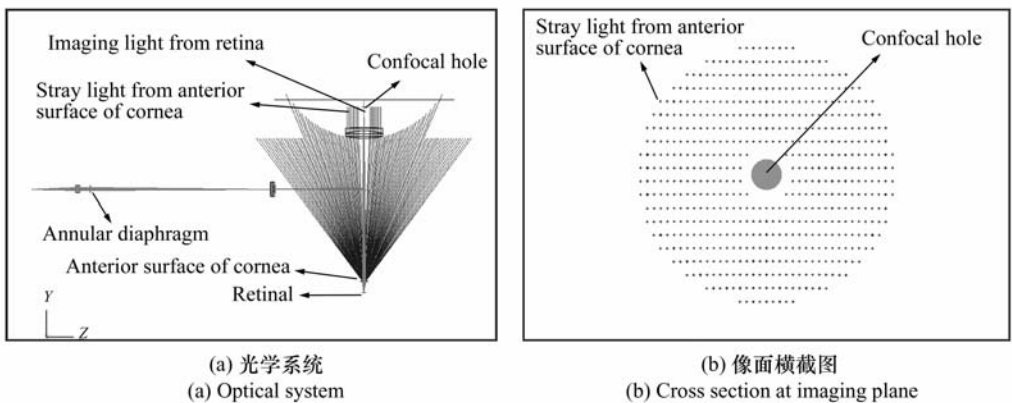 Imaging light from retina
Confocal hole
Stray light from anterior
surface of cornea
Annular diaphragm
Anterior surface of cornea
Retinal
Y
Z
(a) 光学系统
(a) Optical system
Stray light from anterior
surface of cornea
Confocal hole
(b) 像面横截图
(b) Cross section at imaging plane